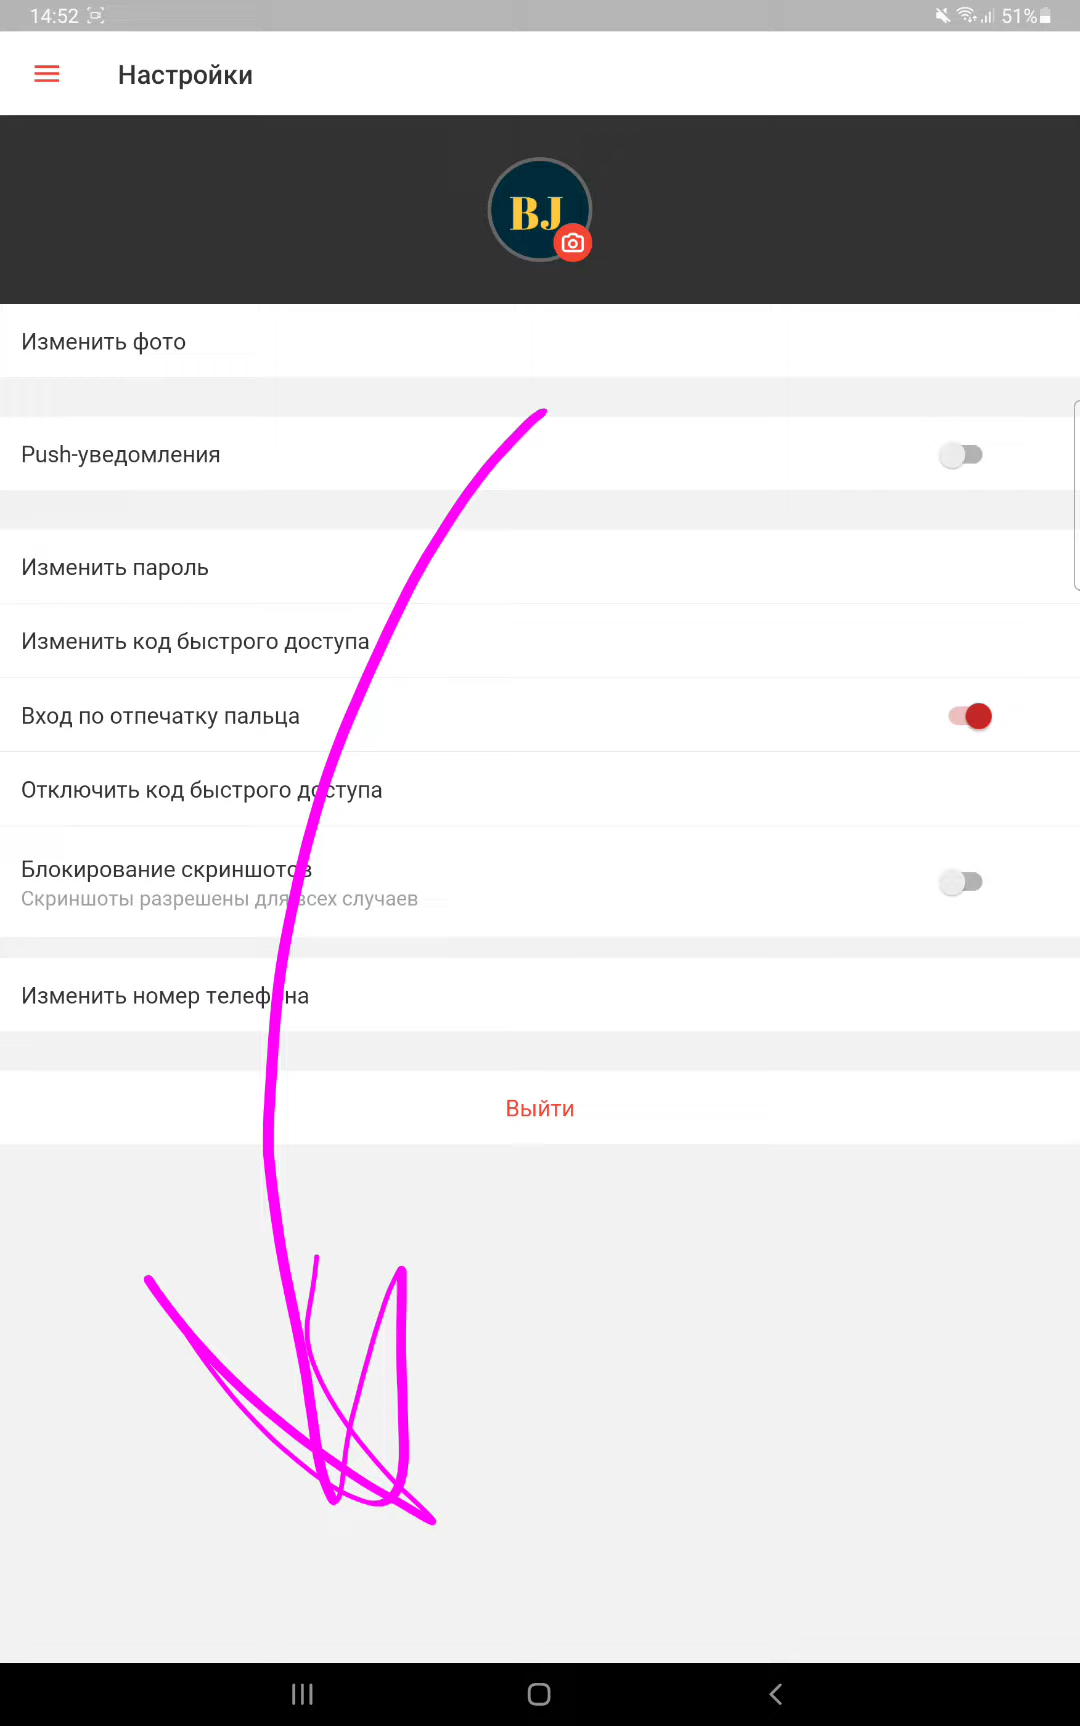 14:52 51%
Настройки
BJ
Изменить фото
Push-уведомления
Изменить пароль
Изменить код быстрого доступа
Вход по отпечатку пальца
Отключить код быстрого доступа
Блокирование скриншотов
Скриншоты разрешены для всех случаев
Изменить номер телефона
Выйти